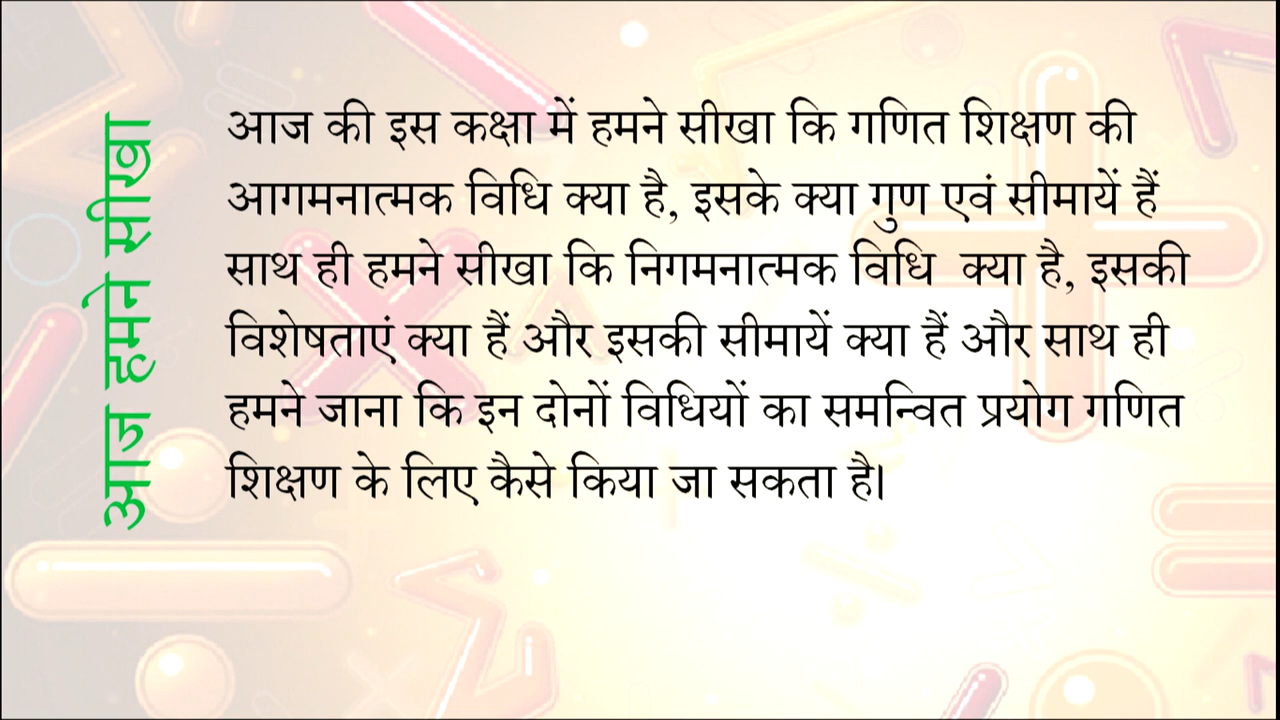 आज हमने सीखा
आज की इस कक्षा में हमने सीखा कि गणित शिक्षण की
आगमनात्मक विधि क्या है, इसके क्या गुण एवं सीमायें हैं
साथ ही हमने सीखा कि निगमनात्मक विधि क्या है, इसकी
विशेषताएं क्या हैं और इसकी सीमायें क्या हैं और साथ ही
हमने जाना कि इन दोनों विधियों का समन्वित प्रयोग गणित
शिक्षण के लिए कैसे किया जा सकता है।